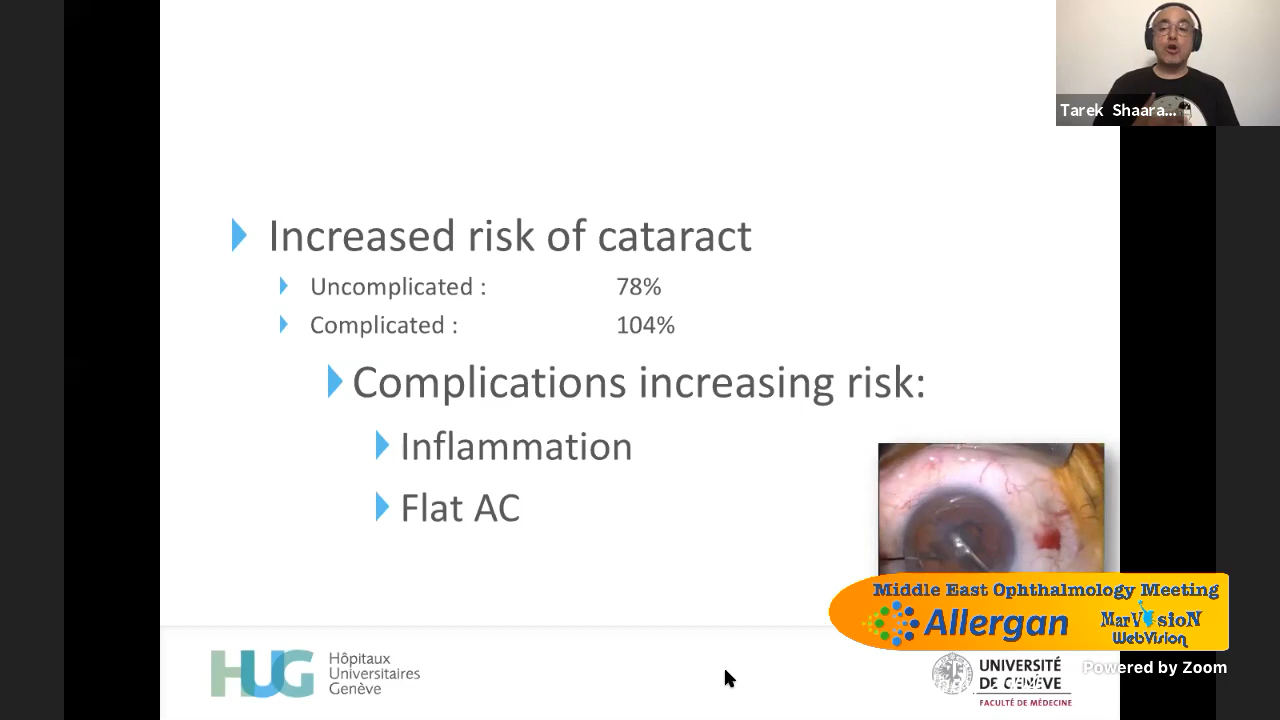 Tarek Shaara...
Increased risk of cataract
Uncomplicated : 78%
Complicated : 104%
Complications increasing risk:
Inflammation
Flat AC
Middle East Ophthalmology Meeting
Allergan
MarVision
WebVision
Powered by Zoom
HUG
Hôpitaux
Universitaires
Genève
UNIVERSITÉ
DE GENÈVE
FACULTÉ DE MÉDECINE